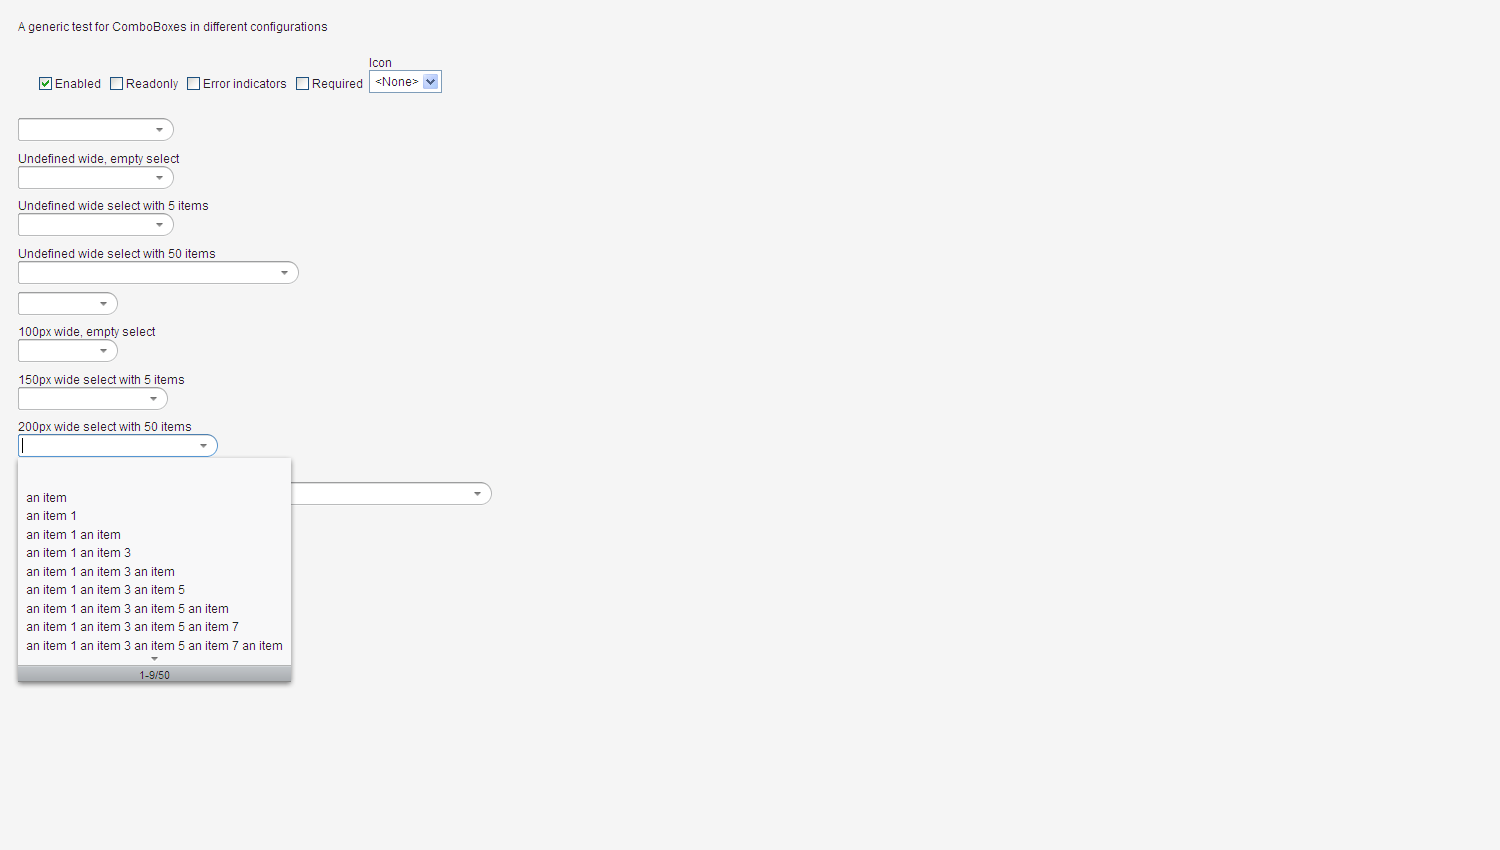 A generic test for ComboBoxes in different configurations
Icon
Enabled Readonly Error indicators Required <None>
Undefined wide, empty select
Undefined wide select with 5 items
Undefined wide select with 50 items
100px wide, empty select
150px wide select with 5 items
200px wide select with 50 items
an item
an item 1
an item 1 an item
an item 1 an item 3
an item 1 an item 3 an item
an item 1 an item 3 an item 5
an item 1 an item 3 an item 5 an item
an item 1 an item 3 an item 5 an item 7
an item 1 an item 3 an item 5 an item 7 an item
1-9/50